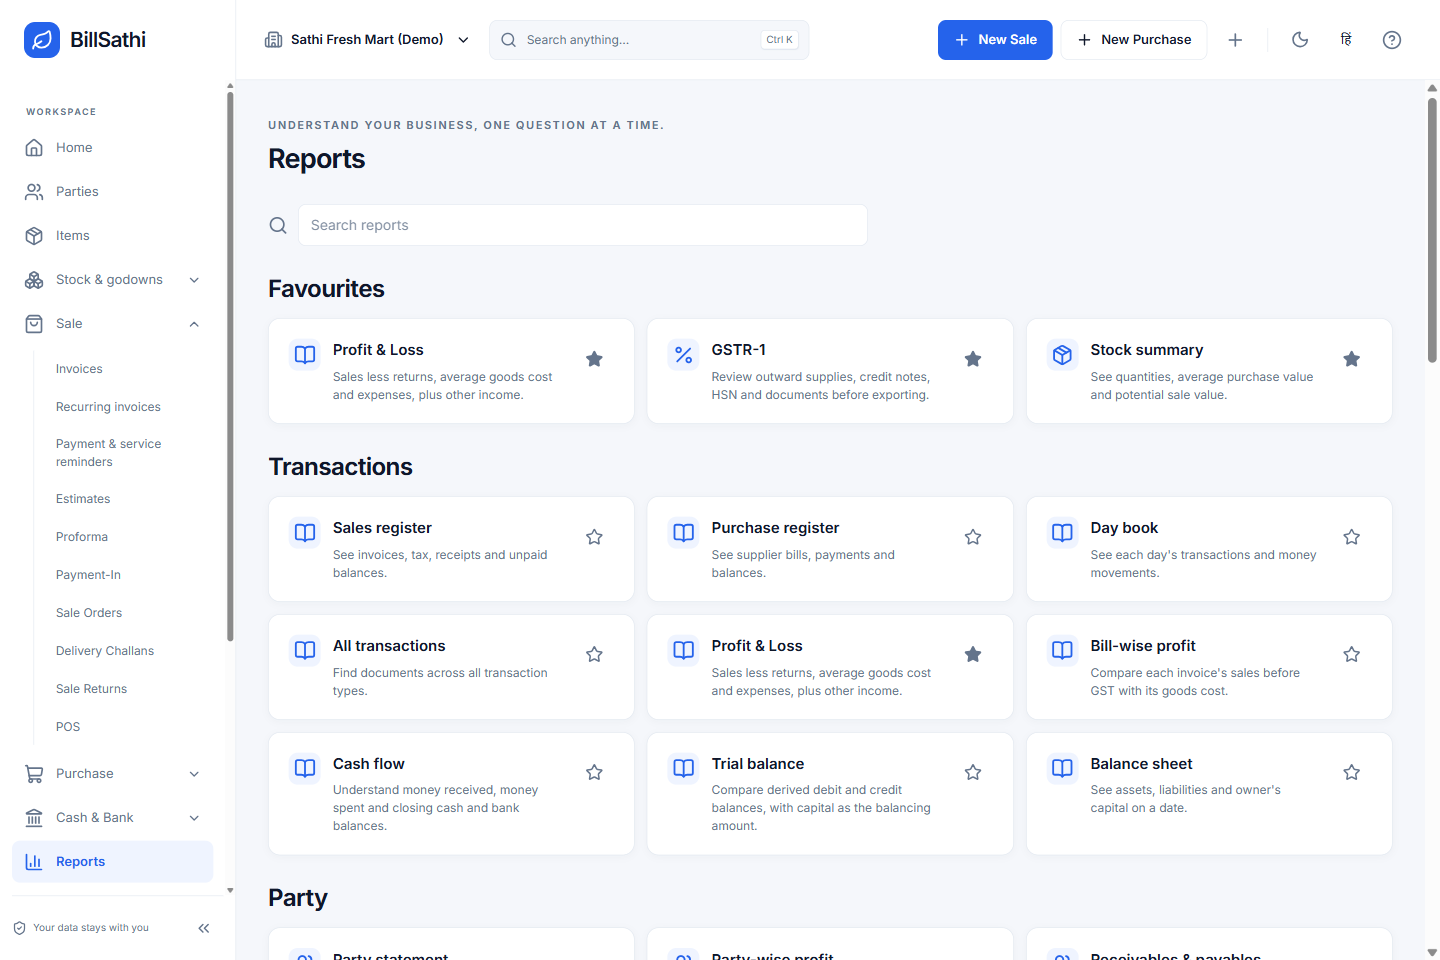 BillSathi
Sathi Fresh Mart (Demo)
Search anything...
Ctrl K
New Sale
New Purchase
हिं
WORKSPACE
Home
Parties
Items
Stock & godowns
Sale
Invoices
Recurring invoices
Payment & service
reminders
Estimates
Proforma
Payment-In
Sale Orders
Delivery Challans
Sale Returns
POS
Purchase
Cash & Bank
Reports
Your data stays with you
UNDERSTAND YOUR BUSINESS, ONE QUESTION AT A TIME.
Reports
Search reports
Favourites
Profit & Loss
Sales less returns, average goods cost
and expenses, plus other income.
GSTR-1
Review outward supplies, credit notes,
HSN and documents before exporting.
Stock summary
See quantities, average purchase value
and potential sale value.
Transactions
Sales register
See invoices, tax, receipts and unpaid
balances.
Purchase register
See supplier bills, payments and
balances.
Day book
See each day's transactions and money
movements.
All transactions
Find documents across all transaction
types.
Profit & Loss
Sales less returns, average goods cost
and expenses, plus other income.
Bill-wise profit
Compare each invoice's sales before
GST with its goods cost.
Cash flow
Understand money received, money
spent and closing cash and bank
balances.
Trial balance
Compare derived debit and credit
balances, with capital as the balancing
amount.
Balance sheet
See assets, liabilities and owner's
capital on a date.
Party
Party statement
Party-wise profit
Receivables & payables